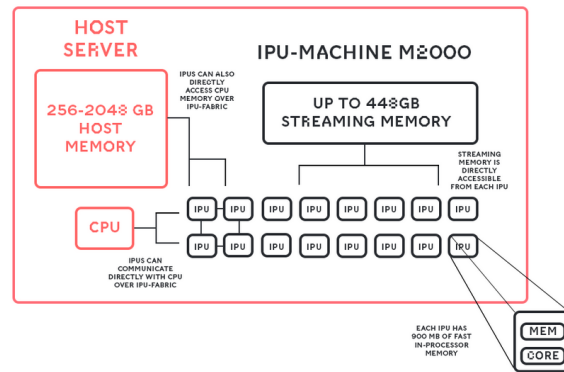 HOST
SERVER
IPU-MACHINE M2000
256-2048 GB
HOST
MEMORY
IPUS CAN ALSO
DIRECTLY
ACCESS CPU
MEMORY OVER
IPU-FABRIC
UP TO 448GB
STREAMING MEMORY
STREAMING
MEMORY IS
DIRECTLY
ACCESSIBLE
FROM EACH IPU
IPU IPU IPU IPU IPU IPU IPU IPU
CPU
IPU IPU IPU IPU IPU IPU IPU IPU
IPUS CAN
COMMUNICATE
DIRECTLY WITH CPU
OVER IPU-FABRIC
EACH IPU HAS
900 MB OF FAST
IN-PROCESSOR
MEMORY
MEM
CORE